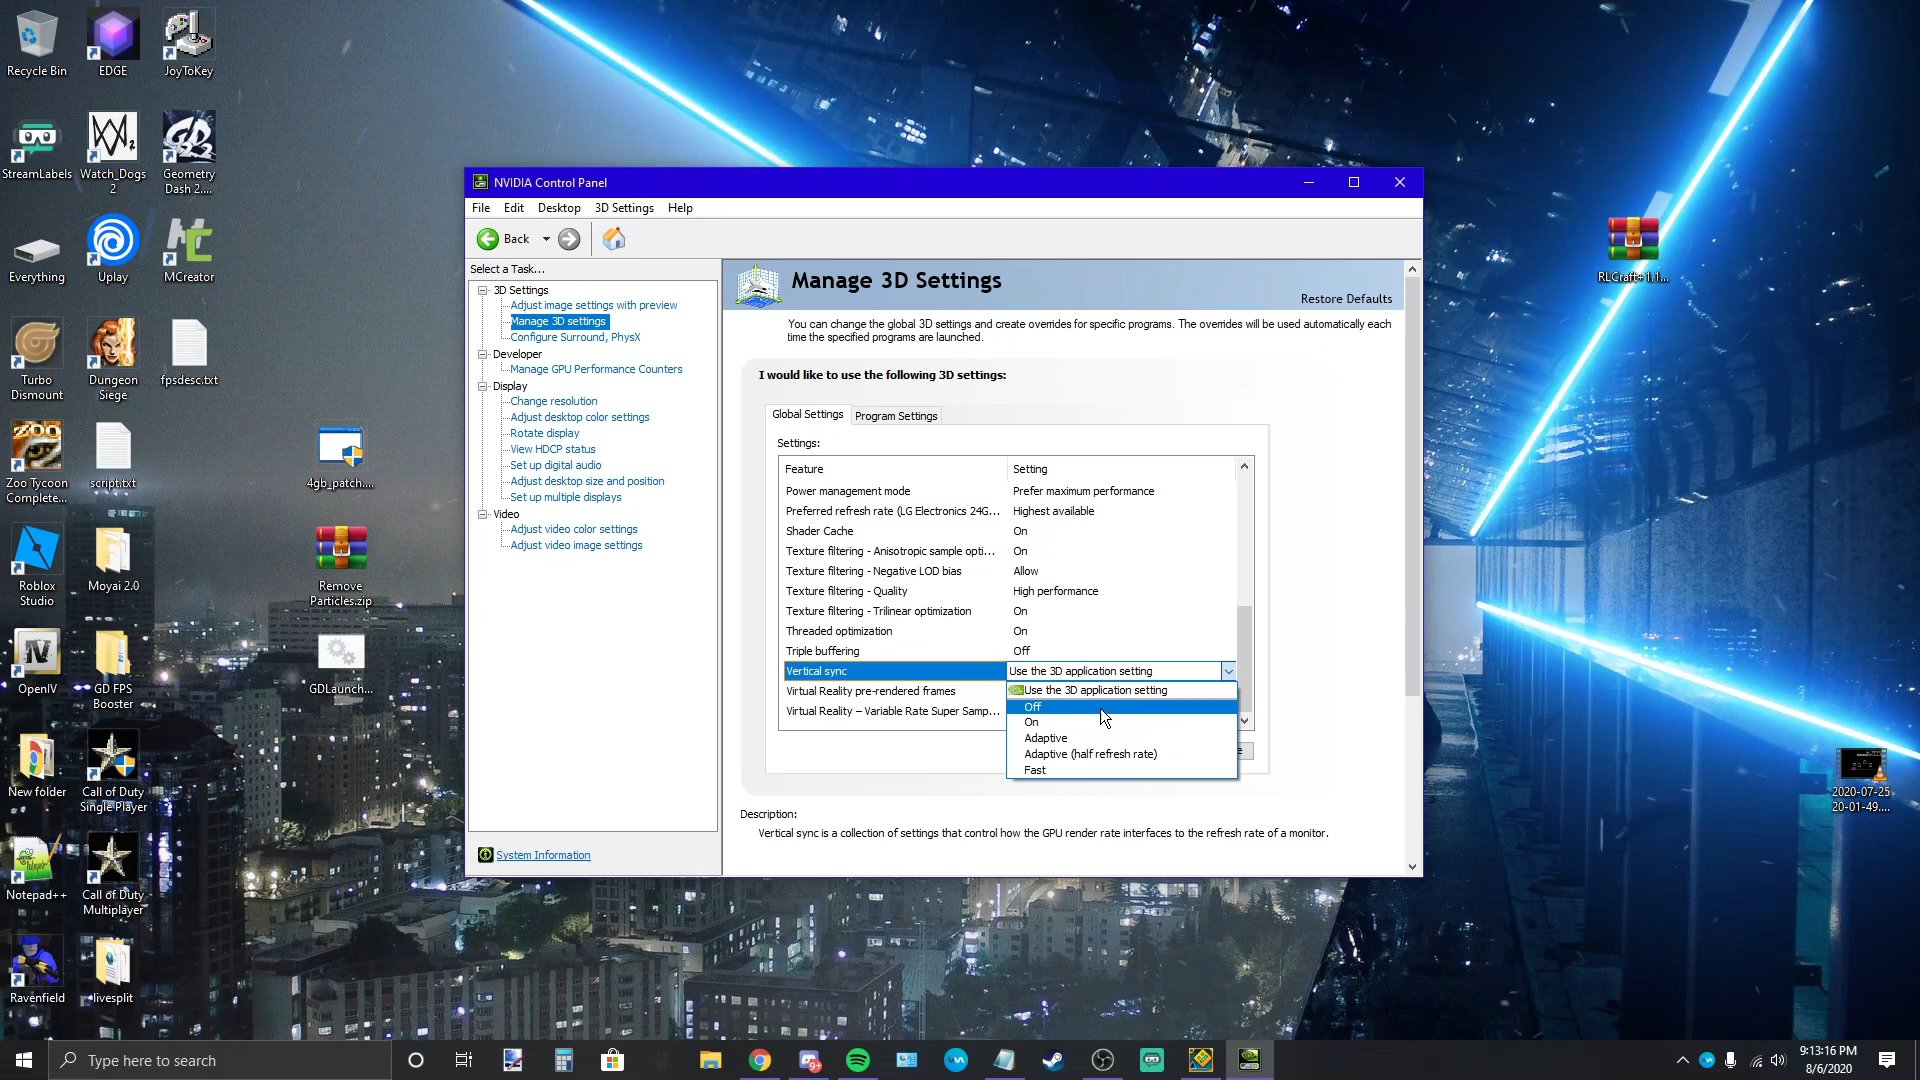 Recycle Bin
EDGE
JoyToKey
StreamLabels
Watch_Dogs
2
Geometry
Dash 2....
Everything
Uplay
MCreator
Turbo
Dismount
Dungeon
Siege
fpsdesc.txt
Zoo Tycoon
Complete...
script.txt
4gb_patch....
Roblox
Studio
Moyai 2.0
Remove
Particles.zip
OpenIV
GD FPS
Booster
GDLaunch...
New folder
Call of Duty
Single Player
Notepad++
Call of Duty
Multiplayer
Ravenfield
livesplit
NVIDIA Control Panel
File Edit Desktop 3D Settings Help
Back
Select a Task...
3D Settings
Adjust image settings with preview
Manage 3D settings
Configure Surround, PhysX
Developer
Manage GPU Performance Counters
Display
Change resolution
Adjust desktop color settings
Rotate display
View HDCP status
Set up digital audio
Adjust desktop size and position
Set up multiple displays
Video
Adjust video color settings
Adjust video image settings
System Information
Manage 3D Settings
Restore Defaults
You can change the global 3D settings and create overrides for specific programs. The overrides will be used automatically each
time the specified programs are launched.
I would like to use the following 3D settings:
Global Settings Program Settings
Settings:
Feature Setting
Power management mode Prefer maximum performance
Preferred refresh rate (LG Electronics 24G... Highest available
Shader Cache On
Texture filtering - Anisotropic sample opti... On
Texture filtering - Negative LOD bias Allow
Texture filtering - Quality High performance
Texture filtering - Trilinear optimization On
Threaded optimization On
Triple buffering Off
Vertical sync Use the 3D application setting
Virtual Reality pre-rendered frames
Virtual Reality – Variable Rate Super Samp...
Use the 3D application setting
Off
On
Adaptive
Adaptive (half refresh rate)
Fast
Description:
Vertical sync is a collection of settings that control how the GPU render rate interfaces to the refresh rate of a monitor.
RLCraft+ 1.1...
2020-07-25
20-01-49....
Type here to search
9+
9:13:16 PM
8/6/2020